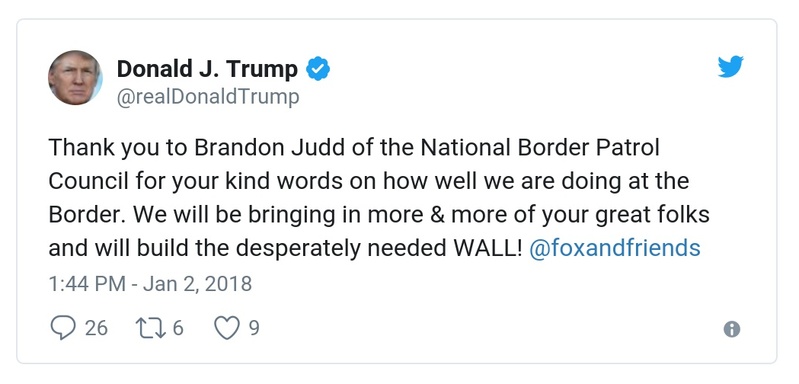 Donald J. Trump
@realDonaldTrump
Thank you to Brandon Judd of the National Border Patrol
Council for your kind words on how well we are doing at the
Border. We will be bringing in more & more of your great folks
and will build the desperately needed WALL! @foxandfriends
1:44 PM - Jan 2, 2018
26 6 9